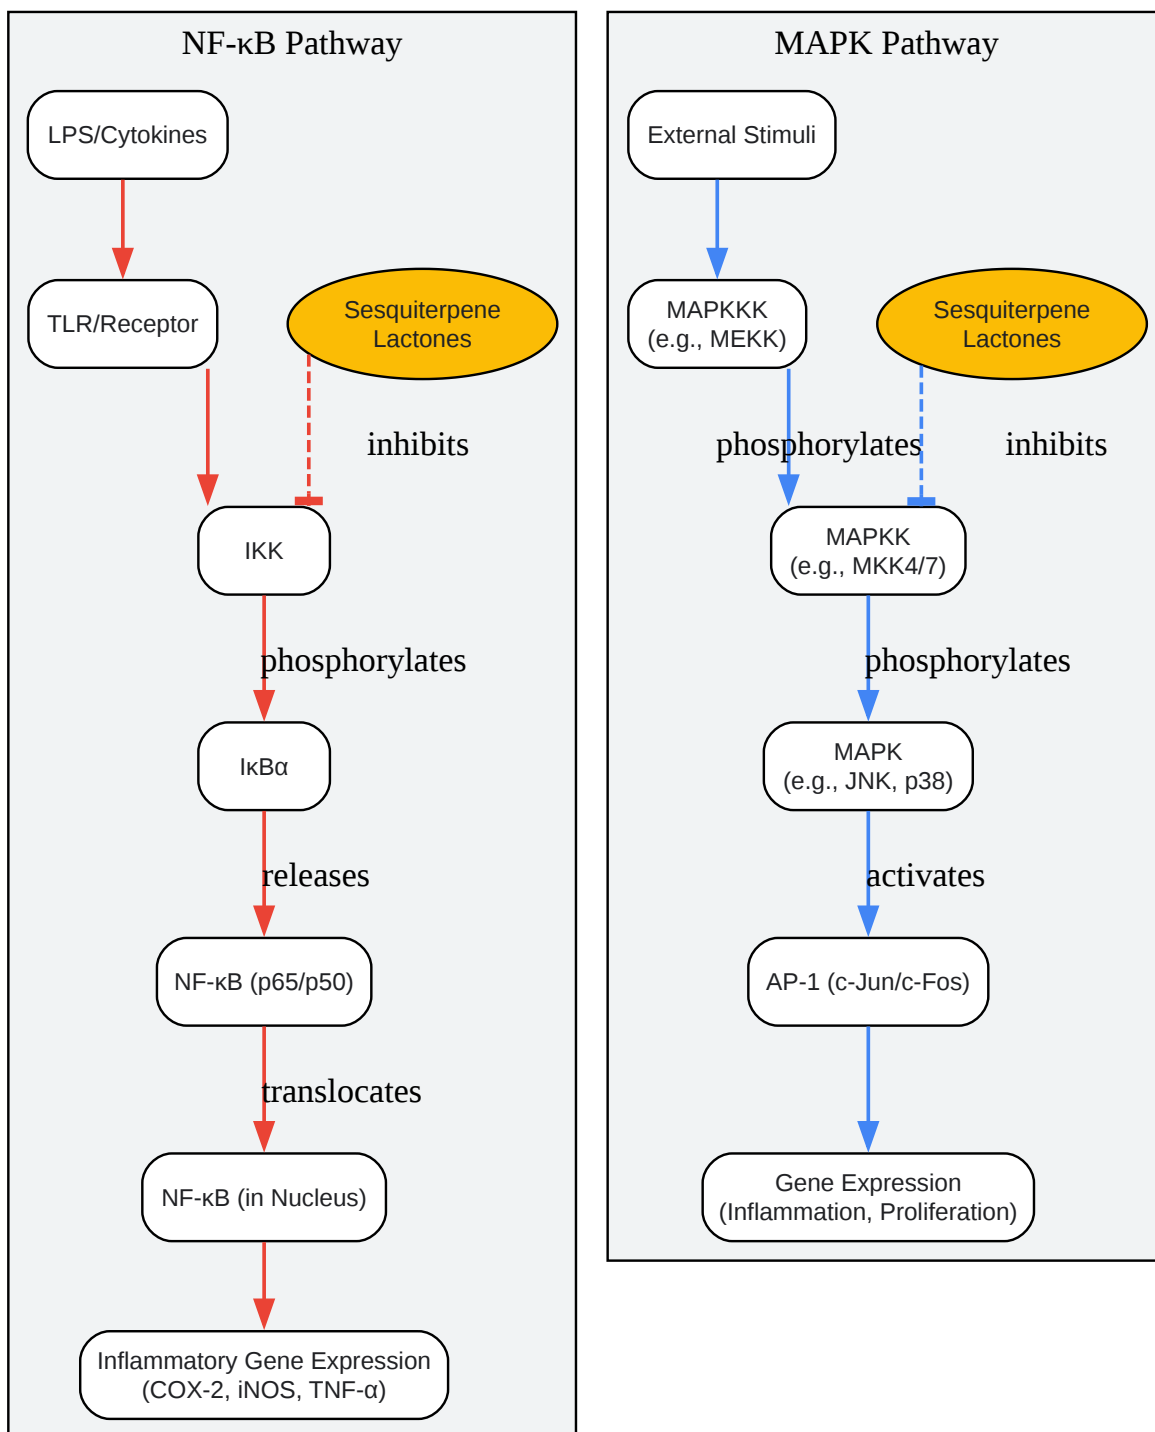 NF-κB Pathway
LPS/Cytokines
TLR/Receptor
Sesquiterpene
Lactones
inhibits
IKK
phosphorylates
IκBα
releases
NF-κB (p65/p50)
translocates
NF-κB (in Nucleus)
Inflammatory Gene Expression
(COX-2, iNOS, TNF-α)
MAPK Pathway
External Stimuli
MAPKKK
(e.g., MEKK)
Sesquiterpene
Lactones
phosphorylates
inhibits
MAPKK
(e.g., MKK4/7)
phosphorylates
MAPK
(e.g., JNK, p38)
activates
AP-1 (c-Jun/c-Fos)
Gene Expression
(Inflammation, Proliferation)